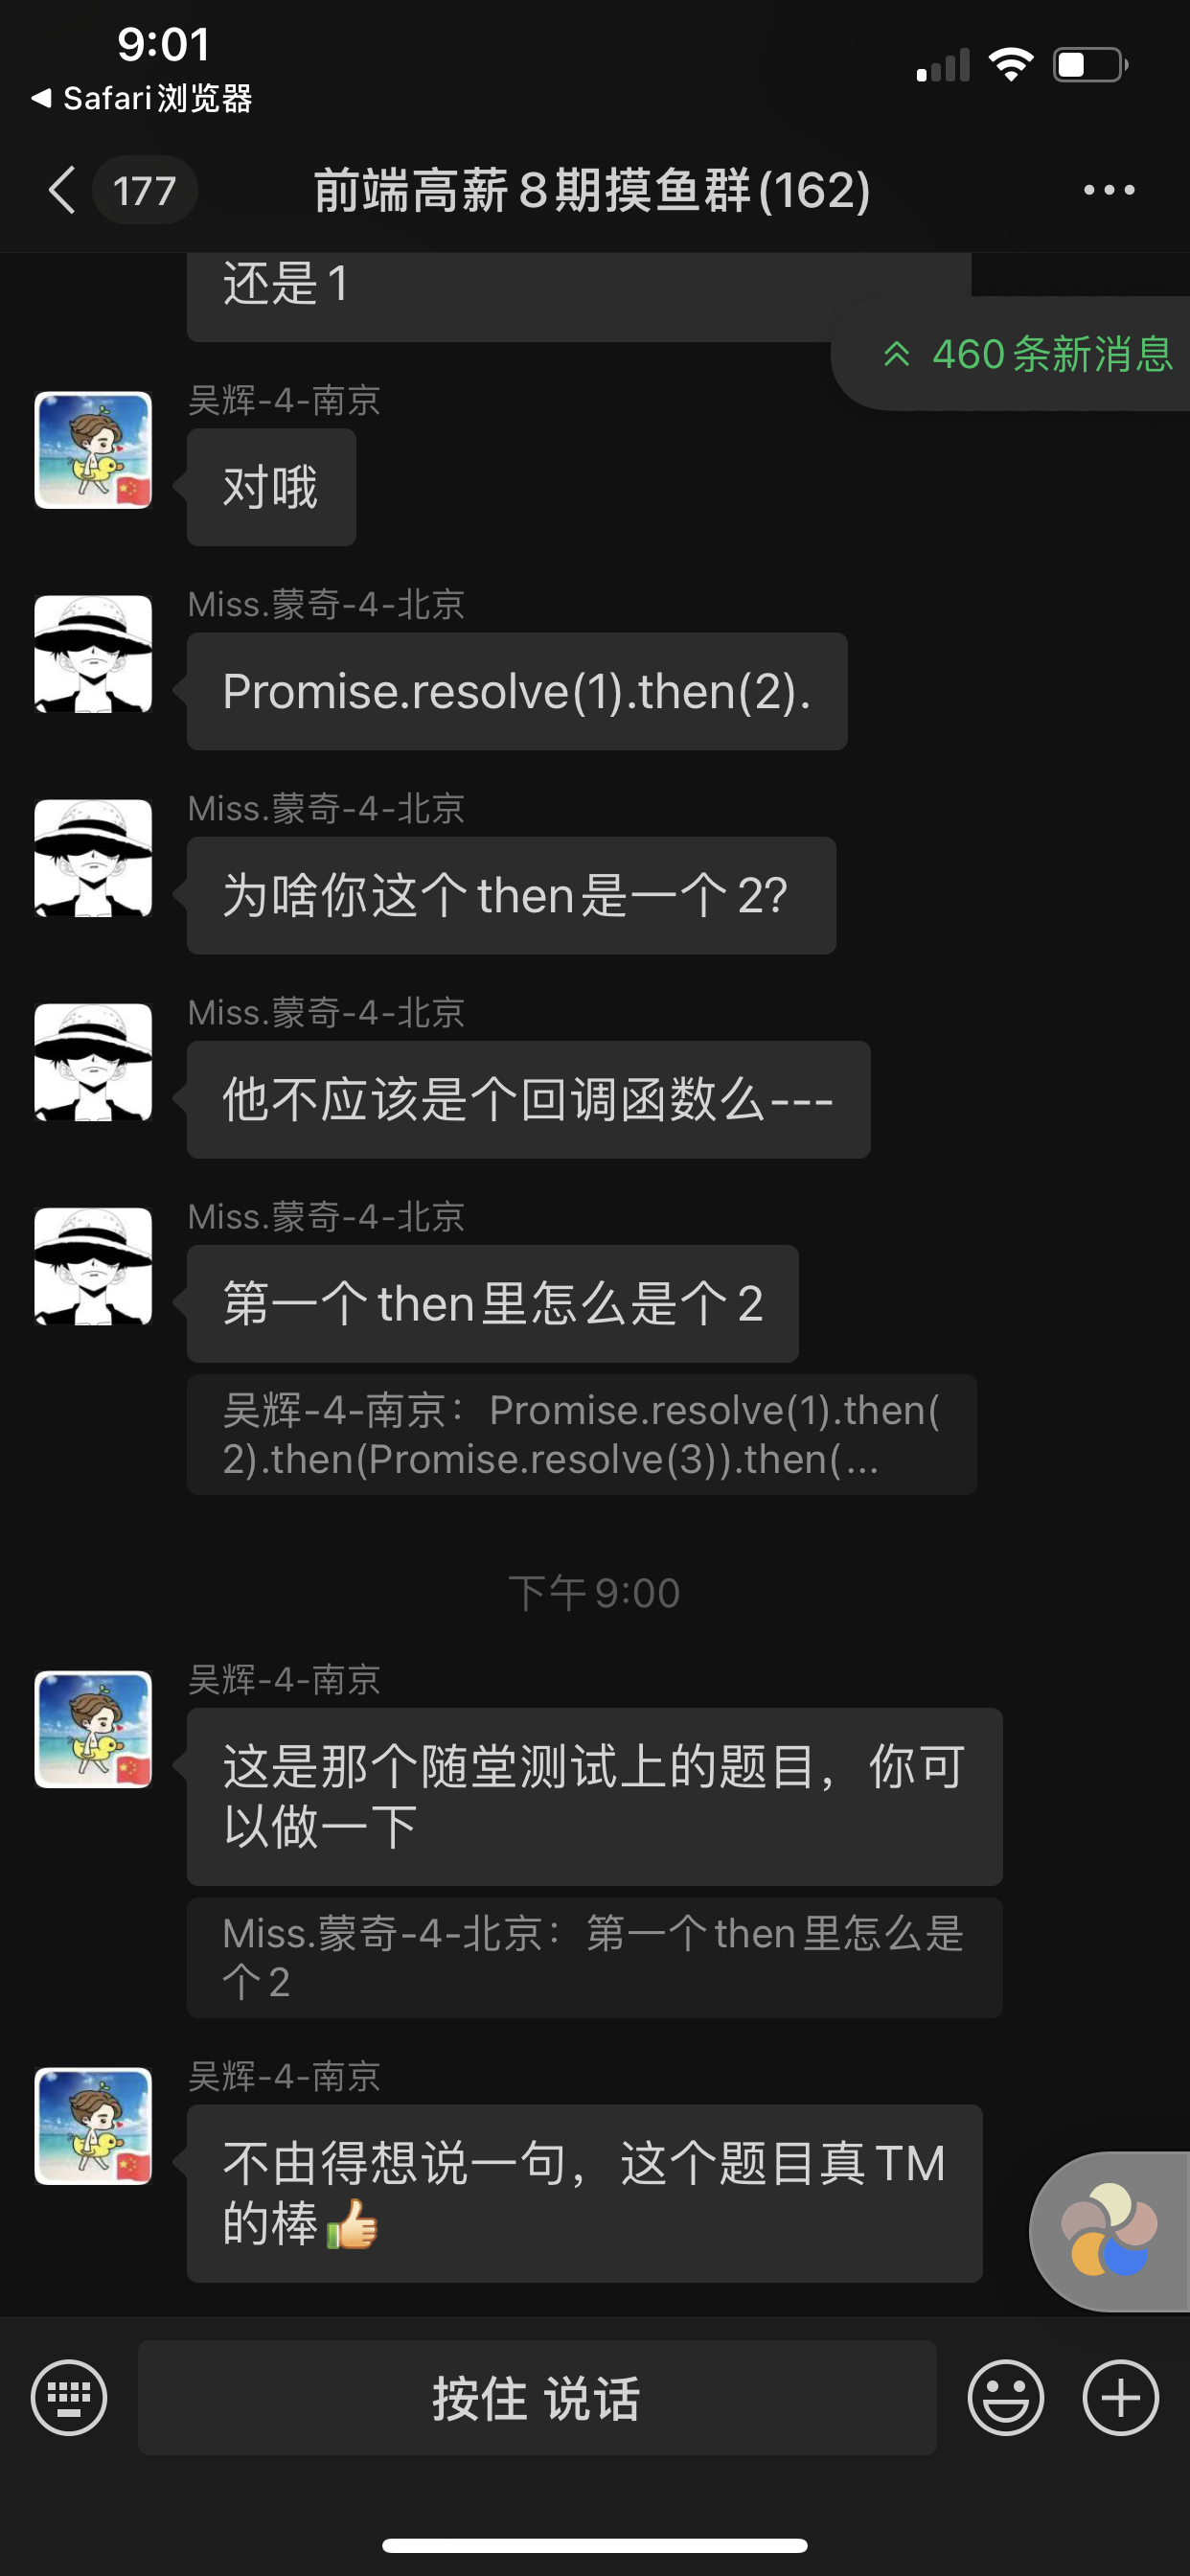 9:01
Safari浏览器
177
前端高薪8期摸鱼群(162)
还是1
460条新消息
吴辉-4-南京
对哦
Miss.蒙奇-4-北京
Promise.resolve(1).then(2).
Miss.蒙奇-4-北京
为啥你这个then是一个2?
Miss.蒙奇-4-北京
他不应该是个回调函数么---
Miss.蒙奇-4-北京
第一个then里怎么是个2
吴辉-4-南京：Promise.resolve(1).then(
2).then(Promise.resolve(3)).then(...
下午9:00
吴辉-4-南京
这是那个随堂测试上的题目，你可
以做一下
Miss.蒙奇-4-北京：第一个then里怎么是
个2
吴辉-4-南京
不由得想说一句，这个题目真TM
的棒👍
按住 说话